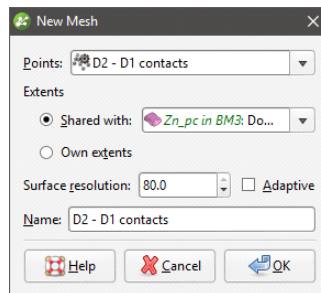 New Mesh
Points: D2 - D1 contacts
Extents
Shared with: Zn_pc in BM3: Do...
Own extents
Surface resolution: 80.0 Adaptive
Name: D2 - D1 contacts
Help Cancel OK